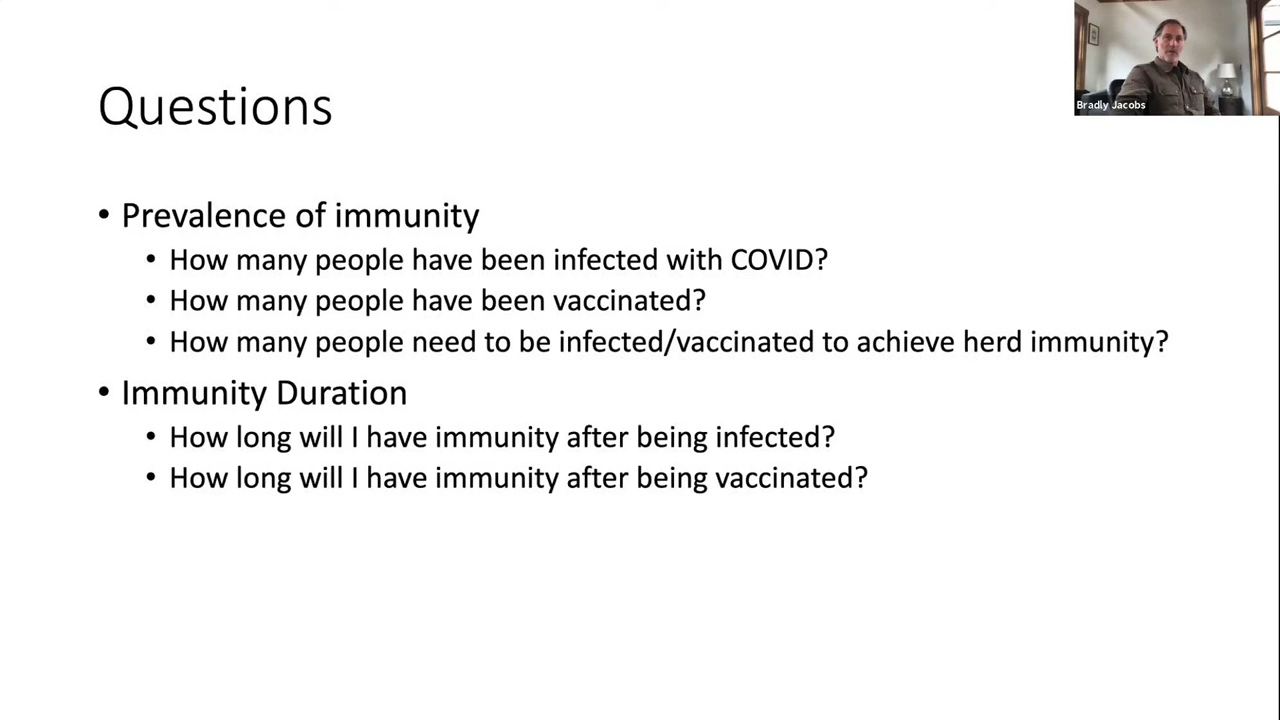 Bradly Jacobs
Questions
• Prevalence of immunity
• How many people have been infected with COVID?
• How many people have been vaccinated?
• How many people need to be infected/vaccinated to achieve herd immunity?
• Immunity Duration
• How long will I have immunity after being infected?
• How long will I have immunity after being vaccinated?